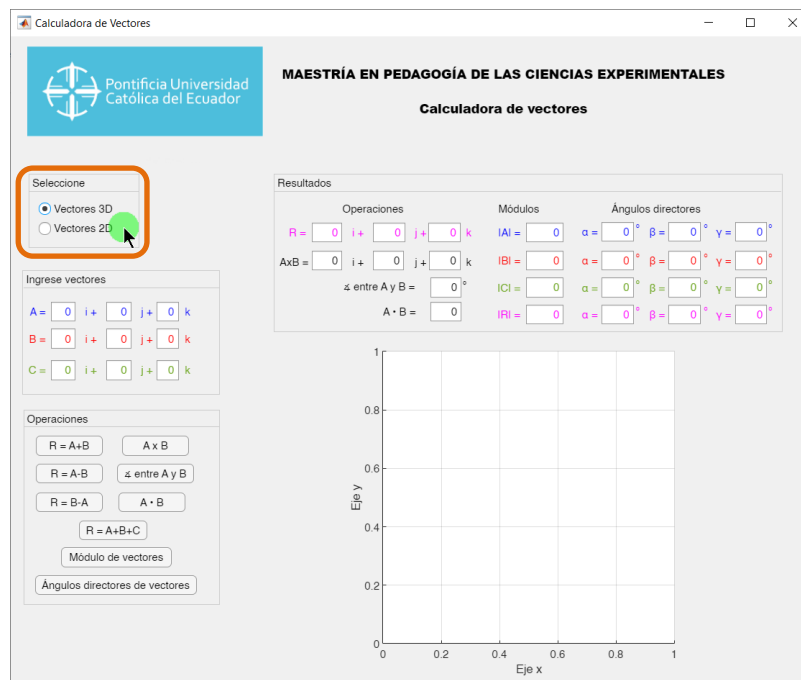 Calculadora de Vectores
Pontificia Universidad
Católica del Ecuador
MAESTRÍA EN PEDAGOGÍA DE LAS CIENCIAS EXPERIMENTALES
Calculadora de vectores
Seleccione
Vectores 3D
Vectores 2D
Ingrese vectores
A = 0 i + 0 j + 0 k
B = 0 i + 0 j + 0 k
C = 0 i + 0 j + 0 k
Operaciones
R = A+B A x B
R = A-B ∡ entre A y B
R = B-A A • B
R = A+B+C
Módulo de vectores
Ángulos directores de vectores
Resultados
Operaciones Módulos Ángulos directores
R = 0 i + 0 j + 0 k |A| = 0 α = 0 ° β = 0 ° γ = 0 °
AxB = 0 i + 0 j + 0 k |B| = 0 α = 0 ° β = 0 ° γ = 0 °
∡ entre A y B = 0 ° |C| = 0 α = 0 ° β = 0 ° γ = 0 °
A • B = 0 |R| = 0 α = 0 ° β = 0 ° γ = 0 °
1
0.8
0.6
0.4
0.2
0
Eje y
0 0.2 0.4 0.6 0.8 1
Eje x